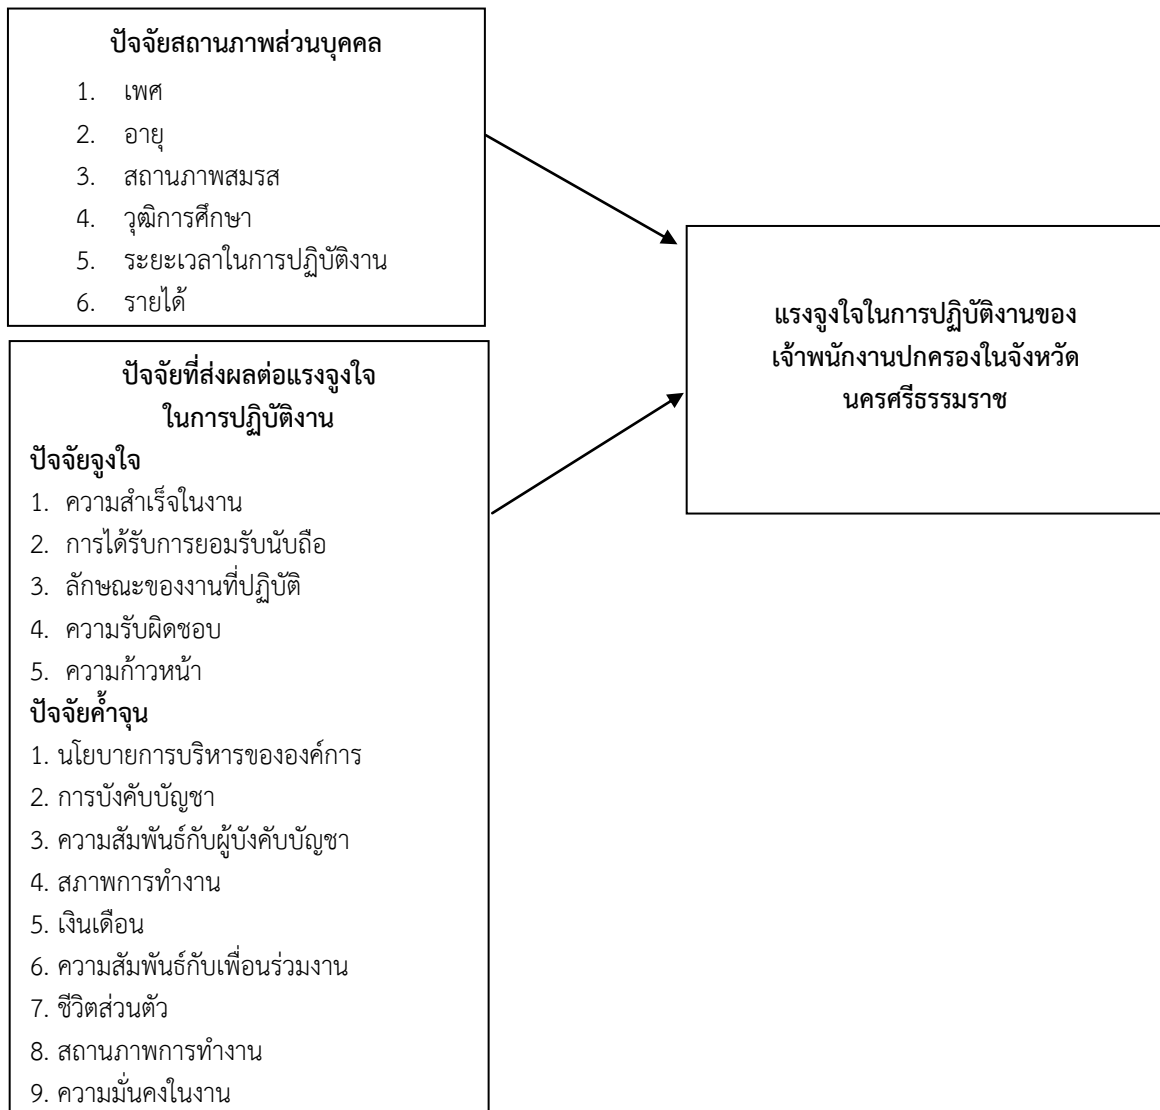 ปัจจัยสถานภาพส่วนบุคคล
1. เพศ
2. อายุ
3. สถานภาพสมรส
4. วุฒิการศึกษา
5. ระยะเวลาในการปฏิบัติงาน
6. รายได้
ปัจจัยที่ส่งผลต่อแรงจูงใจ
ในการปฏิบัติงาน
ปัจจัยจูงใจ
1. ความสำเร็จในงาน
2. การได้รับการยอมรับนับถือ
3. ลักษณะของงานที่ปฏิบัติ
4. ความรับผิดชอบ
5. ความก้าวหน้า
ปัจจัยค้ำจุน
1. นโยบายการบริหารขององค์การ
2. การบังคับบัญชา
3. ความสัมพันธ์กับผู้บังคับบัญชา
4. สภาพการทำงาน
5. เงินเดือน
6. ความสัมพันธ์กับเพื่อนร่วมงาน
7. ชีวิตส่วนตัว
8. สถานภาพการทำงาน
9. ความมั่นคงในงาน
แรงจูงใจในการปฏิบัติงานของ
เจ้าพนักงานปกครองในจังหวัด
นครศรีธรรมราช